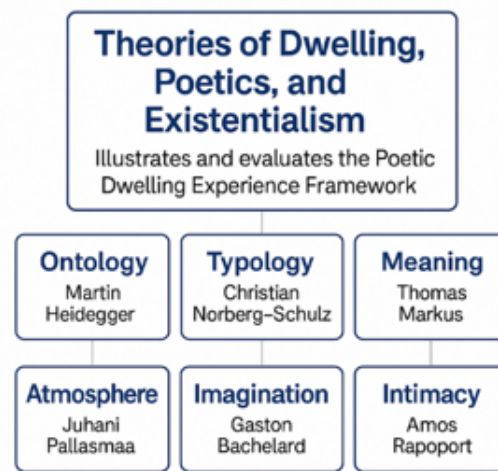 Theories of Dwelling,
Poetics, and
Existentialism
Illustrates and evaluates the Poetic
Dwelling Experience Framework
Ontology
Martin
Heidegger
Typology
Christian
Norberg–Schulz
Meaning
Thomas
Markus
Atmosphere
Juhani
Pallasmaa
Imagination
Gaston
Bachelard
Intimacy
Amos
Rapoport